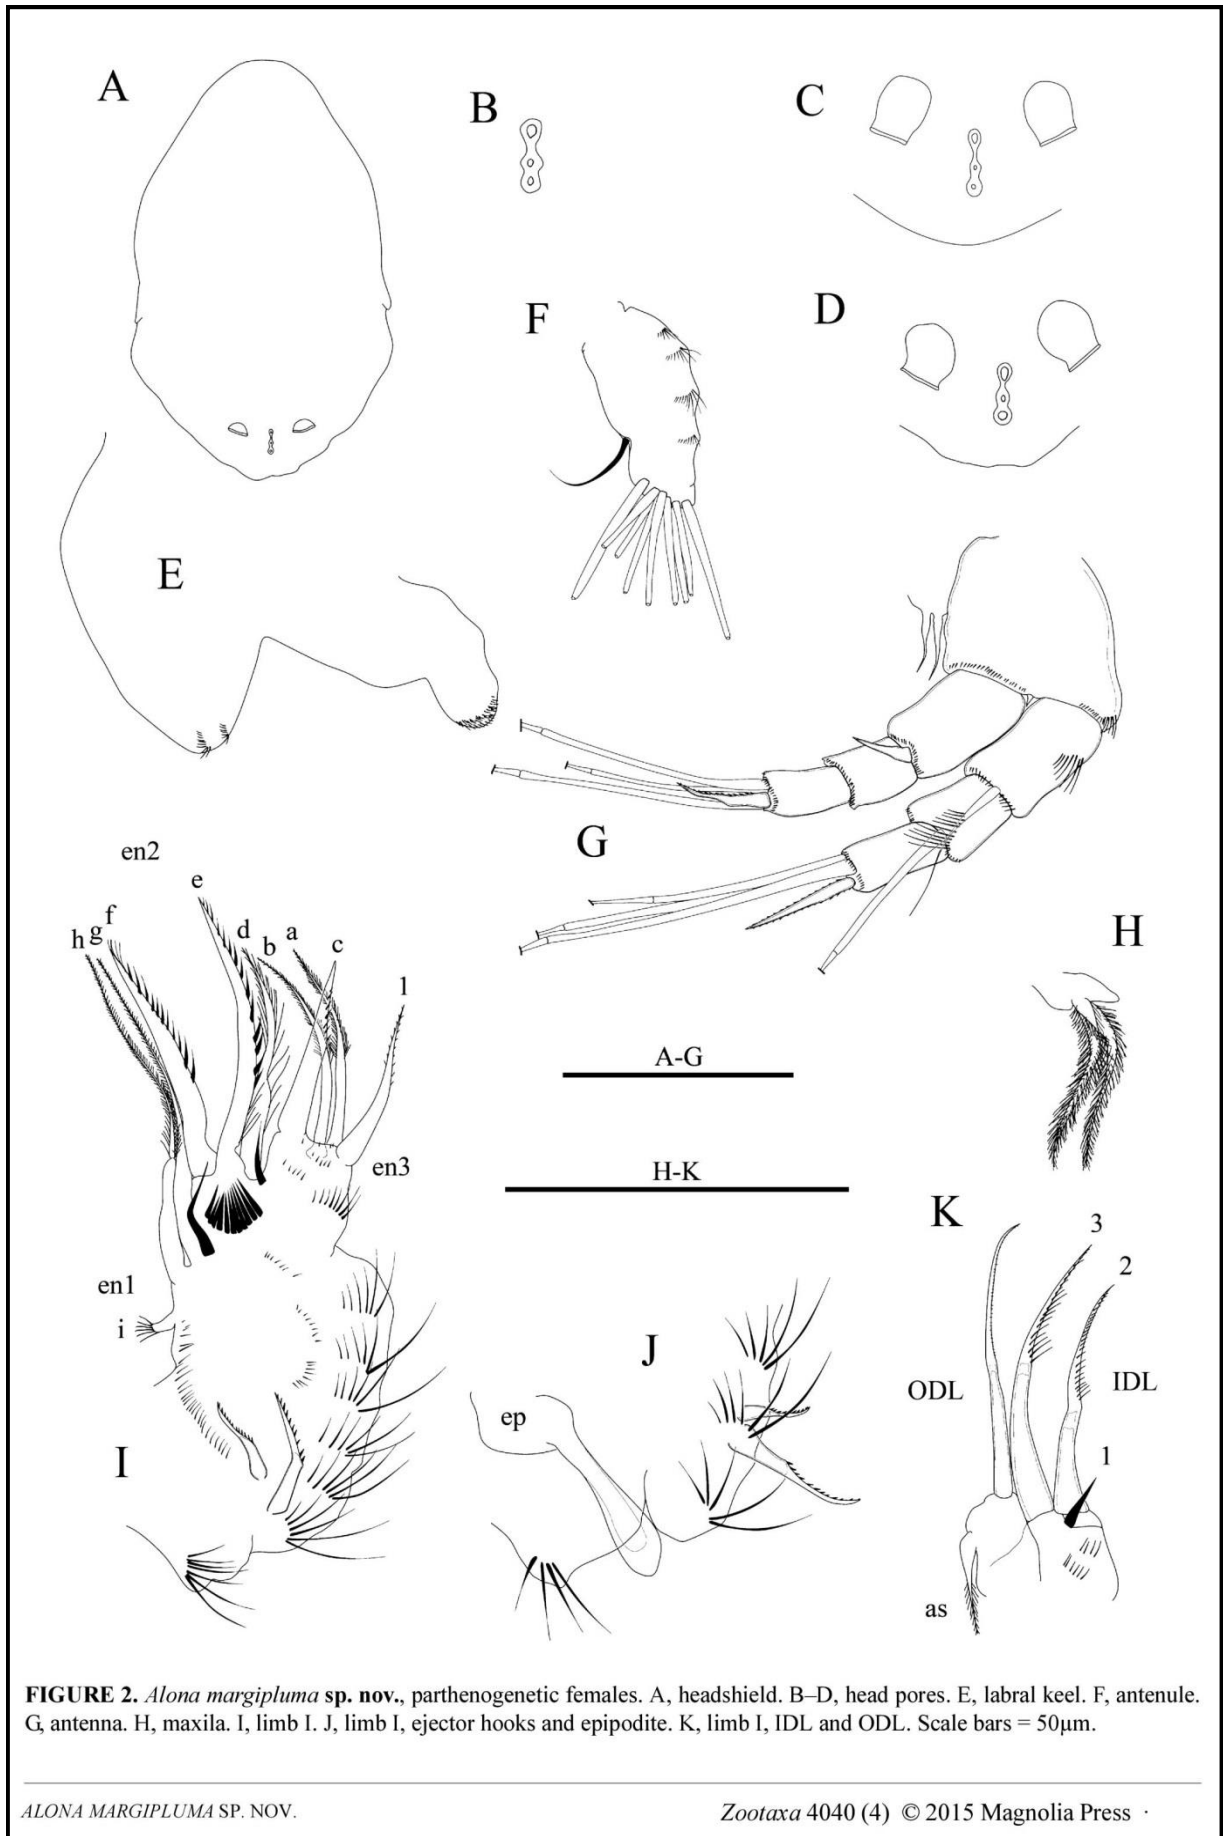 A
B
C
D
F
E
G
H
en2
e
f
h g
d
b
a
c
l
A-G
H-K
en3
K
3
2
en1
i
J
ODL
IDL
ep
1
I
as
FIGURE 2. Alona margipluma sp. nov., parthenogenetic females. A, headshield. B–D, head pores. E, labral keel. F, antenule.
G, antenna. H, maxila. I, limb I. J, limb I, ejector hooks and epipodite. K, limb I, IDL and ODL. Scale bars = 50μm.
ALONA MARGIPLUMA SP. NOV.
Zootaxa 4040 (4) © 2015 Magnolia Press ·